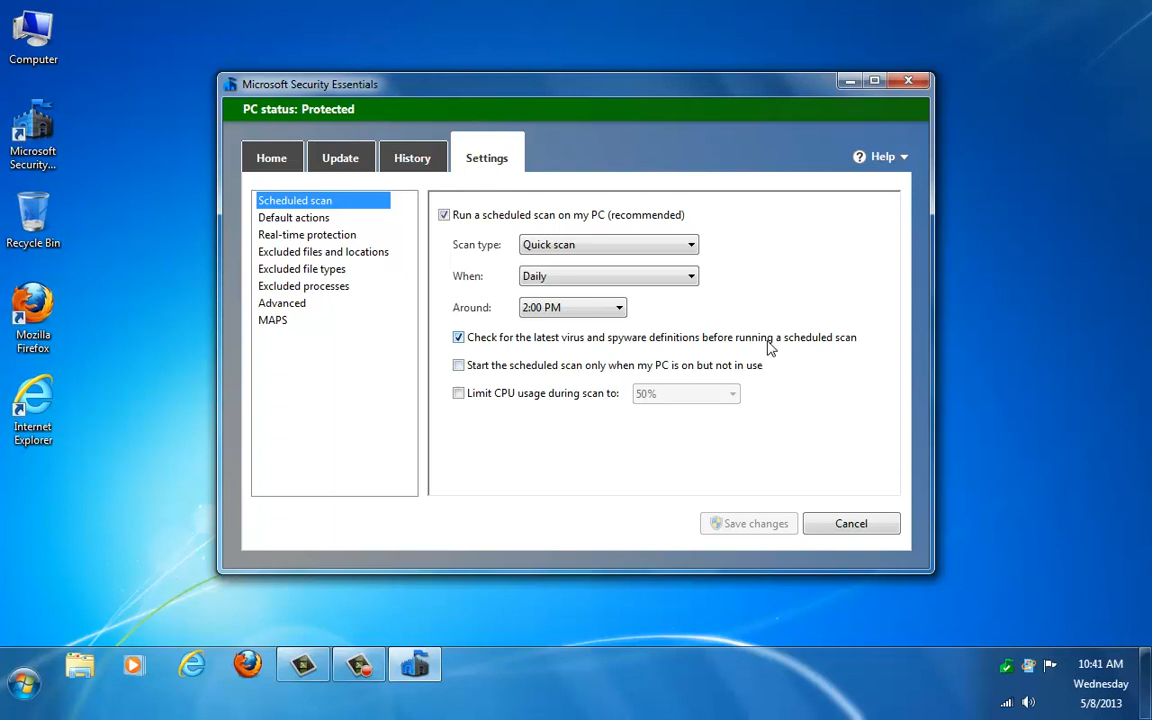 Computer
Microsoft
Security...
Recycle Bin
Mozilla
Firefox
Internet
Explorer
Microsoft Security Essentials
PC status: Protected
Home
Update
History
Settings
? Help
Scheduled scan
Default actions
Real-time protection
Excluded files and locations
Excluded file types
Excluded processes
Advanced
MAPS
Run a scheduled scan on my PC (recommended)
Scan type: Quick scan
When: Daily
Around: 2:00 PM
Check for the latest virus and spyware definitions before running a scheduled scan
Start the scheduled scan only when my PC is on but not in use
Limit CPU usage during scan to: 50%
Save changes
Cancel
10:41 AM
Wednesday
5/8/2013